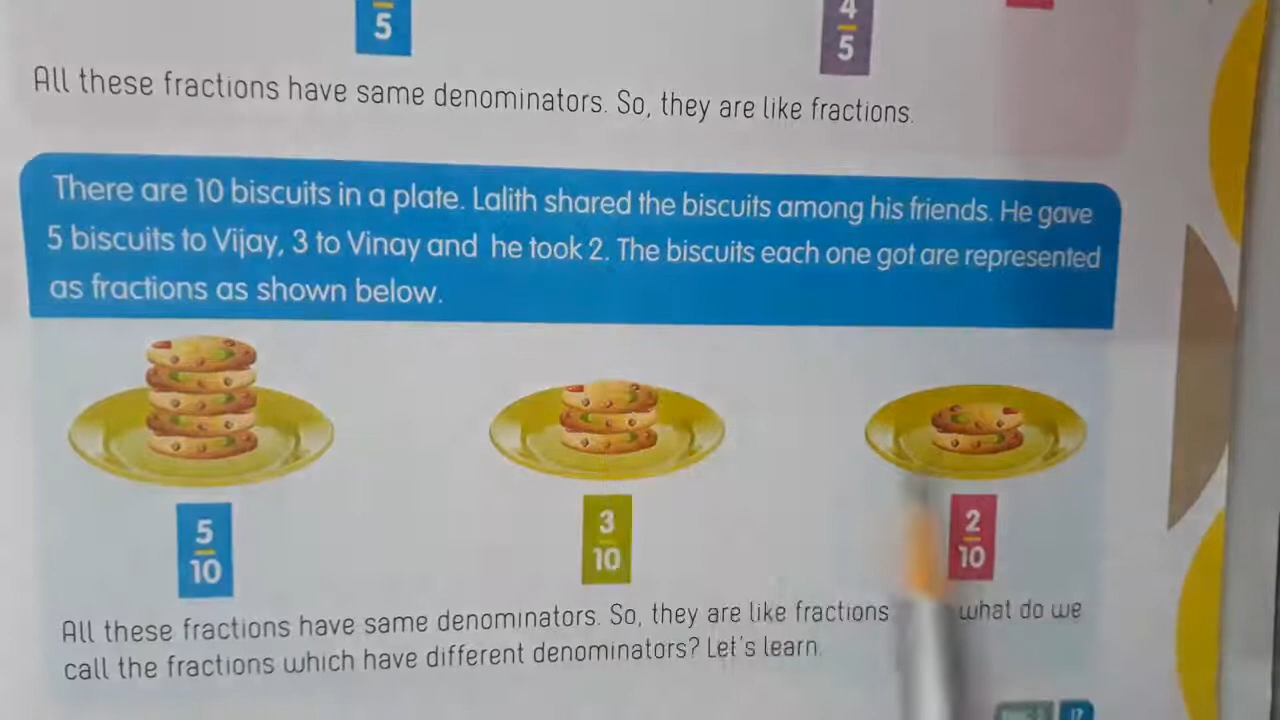 5
4
5
All these fractions have same denominators. So, they are like fractions.
There are 10 biscuits in a plate. Lalith shared the biscuits among his friends. He gave
5 biscuits to Vijay, 3 to Vinay and he took 2. The biscuits each one got are represented
as fractions as shown below.
5
10
3
10
2
10
All these fractions have same denominators. So, they are like fractions what do we
call the fractions which have different denominators? Let's learn.
17